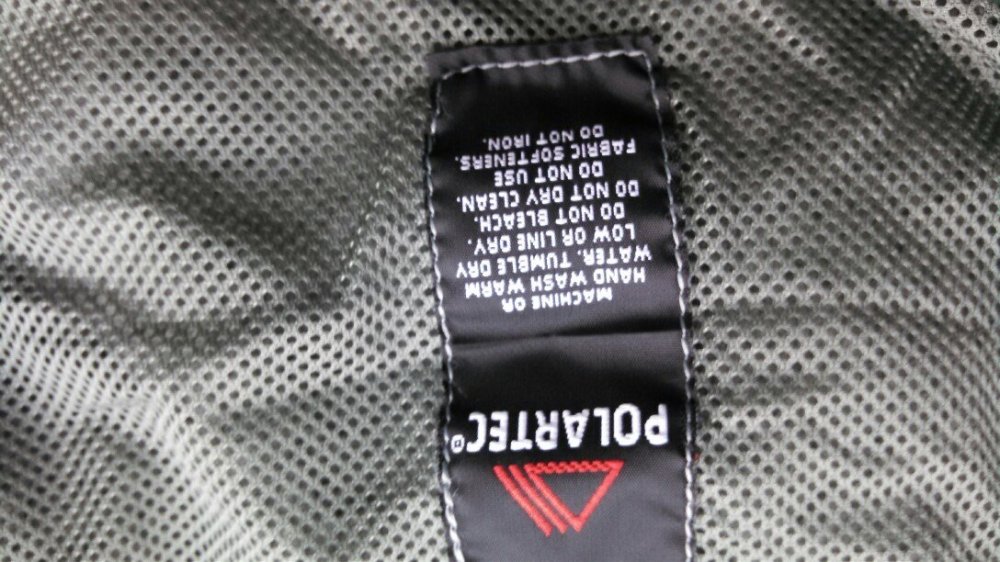 POLARTEC®
MACHINE OR
HAND WASH WARM
WATER. TUMBLE DRY
LOW OR LINE DRY.
DO NOT BLEACH.
DO NOT DRY CLEAN.
DO NOT USE
FABRIC SOFTENERS.
DO NOT IRON.